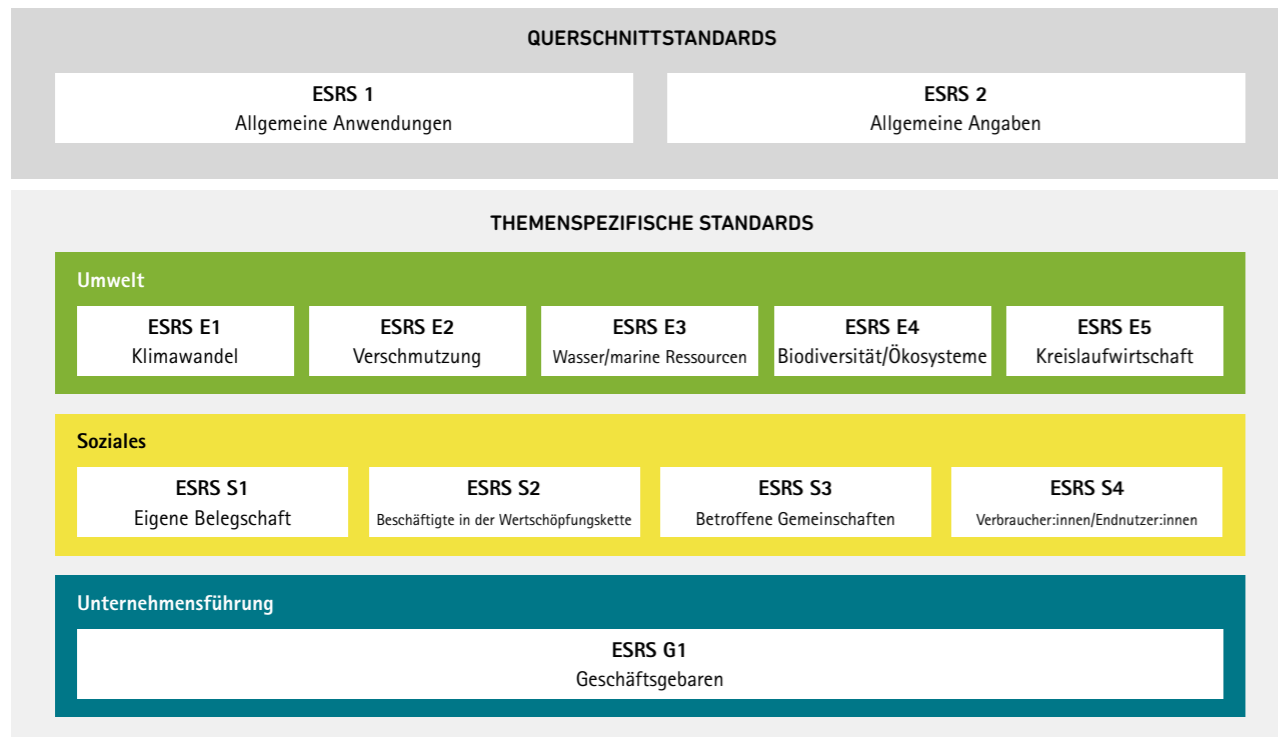 QUERSCHNITTSTANDARDS
ESRS 1
Allgemeine Anwendungen
ESRS 2
Allgemeine Angaben
THEMENSPEZIFISCHE STANDARDS
Umwelt
ESRS E1
Klimawandel
ESRS E2
Verschmutzung
ESRS E3
Wasser/marine Ressourcen
ESRS E4
Biodiversität/Ökosysteme
ESRS E5
Kreislaufwirtschaft
Soziales
ESRS S1
Eigene Belegschaft
ESRS S2
Beschäftigte in der Wertschöpfungskette
ESRS S3
Betroffene Gemeinschaften
ESRS S4
Verbraucher:innen/Endnutzer:innen
Unternehmensführung
ESRS G1
Geschäftsgebaren